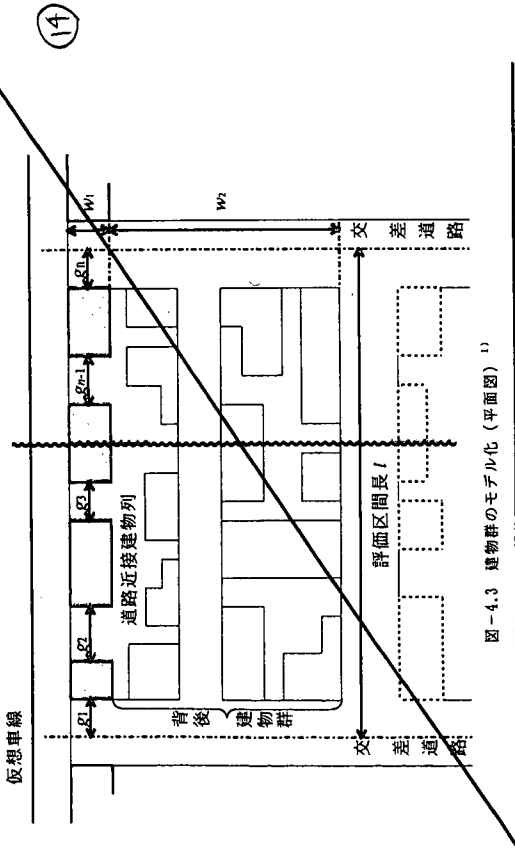 ⑭
仮想車線
g1
g2
g3
gn-1
gn
w1
w2
道路近接建物列
背後建物群
評価区間長 l
交差道路
交差道路
図-4.3 建物群のモデル化(平面図) 1)